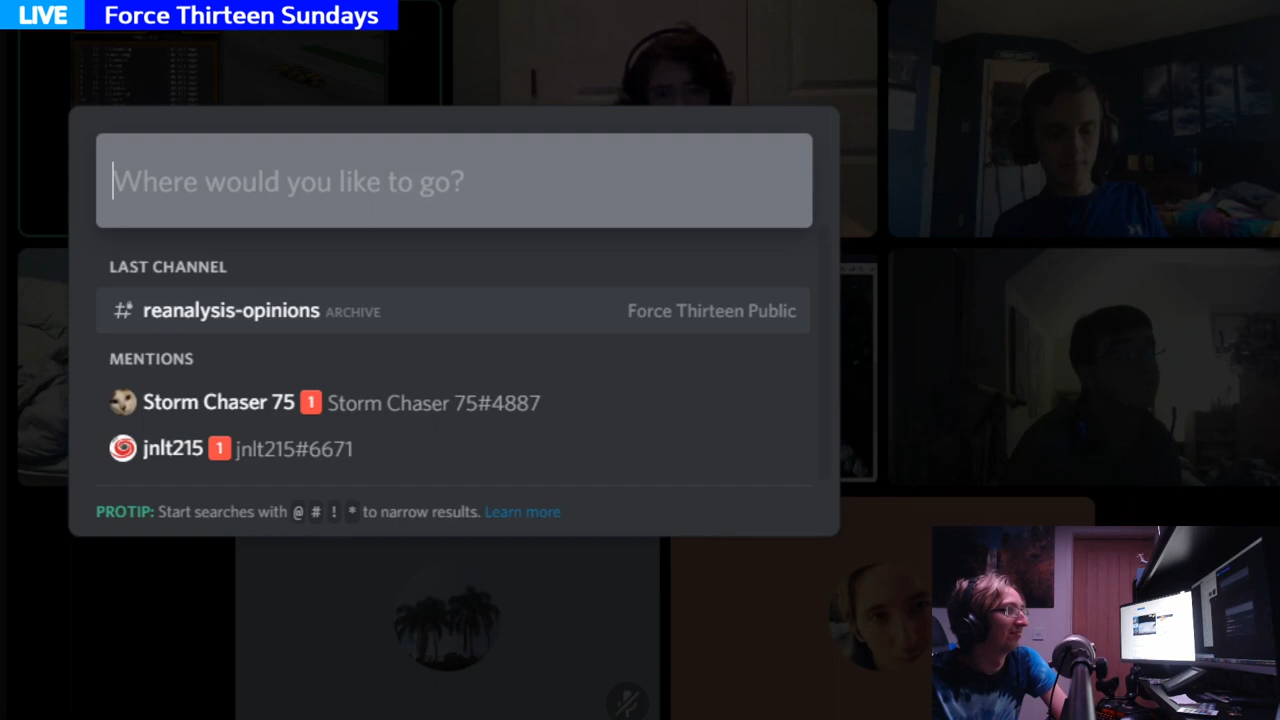 LIVE Force Thirteen Sundays
Where would you like to go?
LAST CHANNEL
reanalysis-opinions ARCHIVE Force Thirteen Public
MENTIONS
Storm Chaser 75 1 Storm Chaser 75#4887
jnlt215 1 jnlt215#6671
PROTIP: Start searches with @ # ! * to narrow results. Learn more